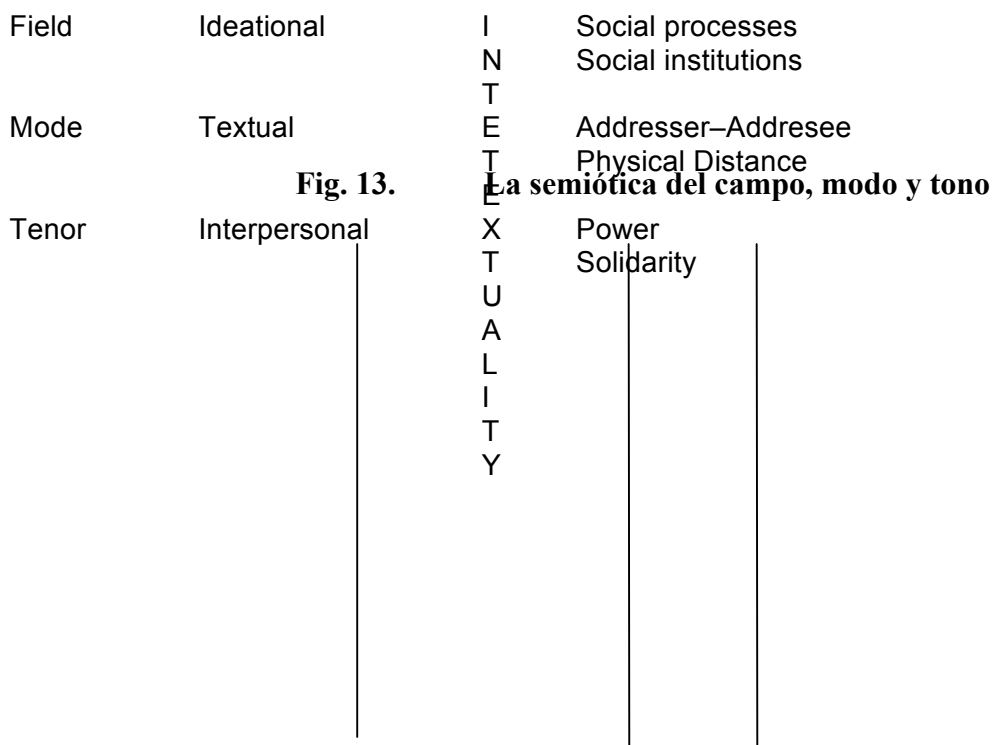 Field Ideational I Social processes
N Social institutions
T
Mode Textual E Addresser–Addresee
T Physical Distance
Fig. 13. La semiótica del campo, modo y tono
E
Tenor Interpersonal X Power
T Solidarity
U
A
L
I
T
Y